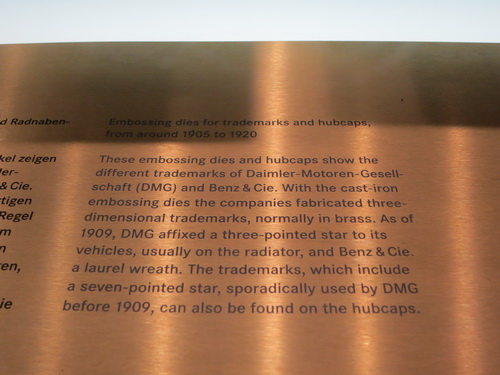 d Radnaben-
kel zeigen
ler-
& Cie.
tigen
Regel
m
n
en,
ie
Embossing dies for trademarks and hubcaps,
from around 1905 to 1920
These embossing dies and hubcaps show the
different trademarks of Daimler-Motoren-Gesell-
schaft (DMG) and Benz & Cie. With the cast-iron
embossing dies the companies fabricated three-
dimensional trademarks, normally in brass. As of
1909, DMG affixed a three-pointed star to its
vehicles, usually on the radiator, and Benz & Cie.
a laurel wreath. The trademarks, which include
a seven-pointed star, sporadically used by DMG
before 1909, can also be found on the hubcaps.